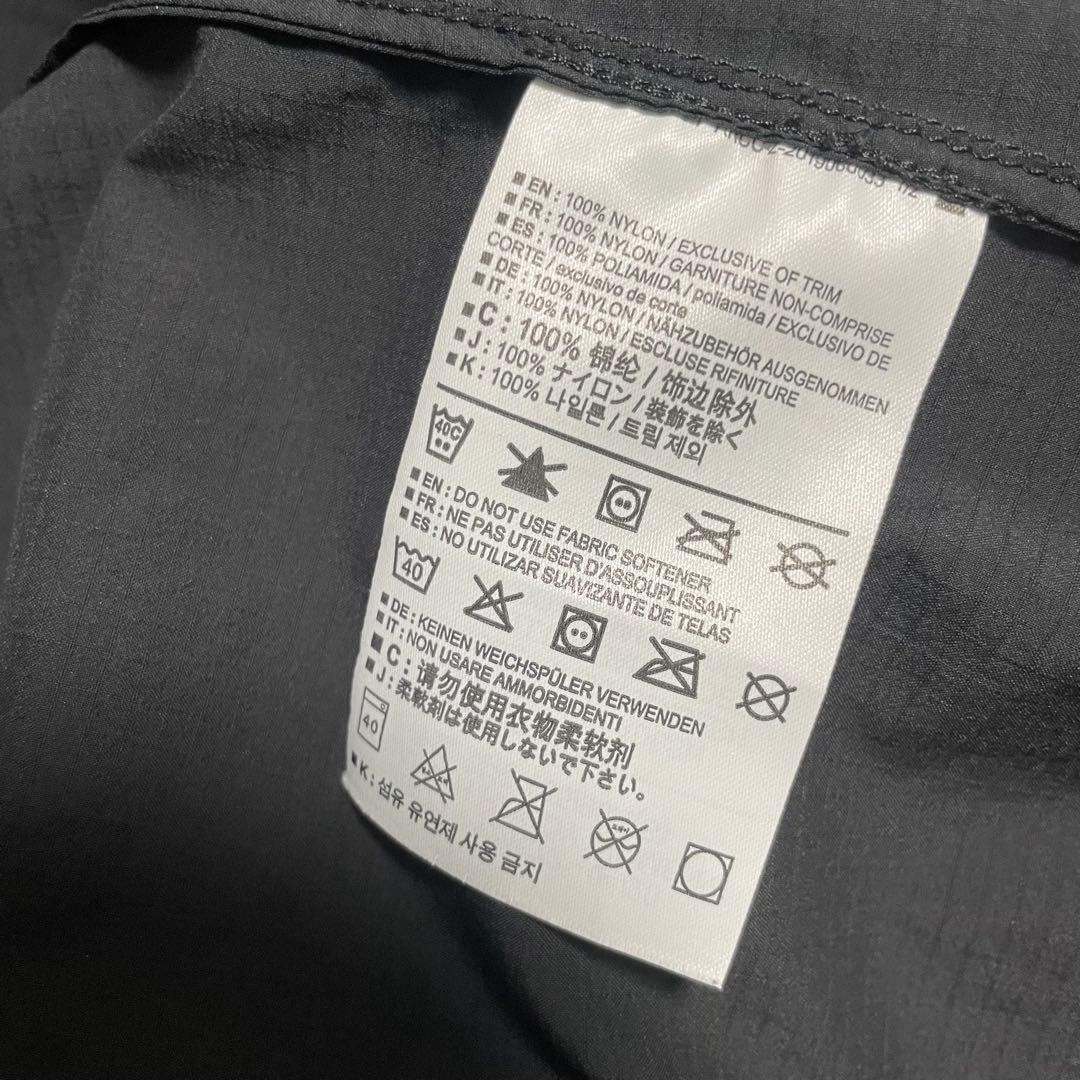 EN : 100% NYLON / EXCLUSIVE OF TRIM
FR : 100% NYLON / GARNITURE NON-COMPRISE
ES : 100% POLIAMIDA / poliamida / EXCLUSIVO DE
CORTE / exclusivo de corte
DE : 100% NYLON / NÄHZUBEHÖR AUSGENOMMEN
IT : 100% NYLON / ESCLUSE RIFINITURE
C : 100% 锦纶 / 饰边除外
J : 100% ナイロン / 装飾を除く
K : 100% 나일론 / 트림 제외
40C
EN : DO NOT USE FABRIC SOFTENER
FR : NE PAS UTILISER D'ASSOUPLISSANT
ES : NO UTILIZAR SUAVIZANTE DE TELAS
40
DE : KEINEN WEICHSPÜLER VERWENDEN
IT : NON USARE AMMORBIDENTI
C : 请勿使用衣物柔软剂
J : 柔軟剤は使用しないで下さい。
40
K : 섬유 유연제 사용 금지